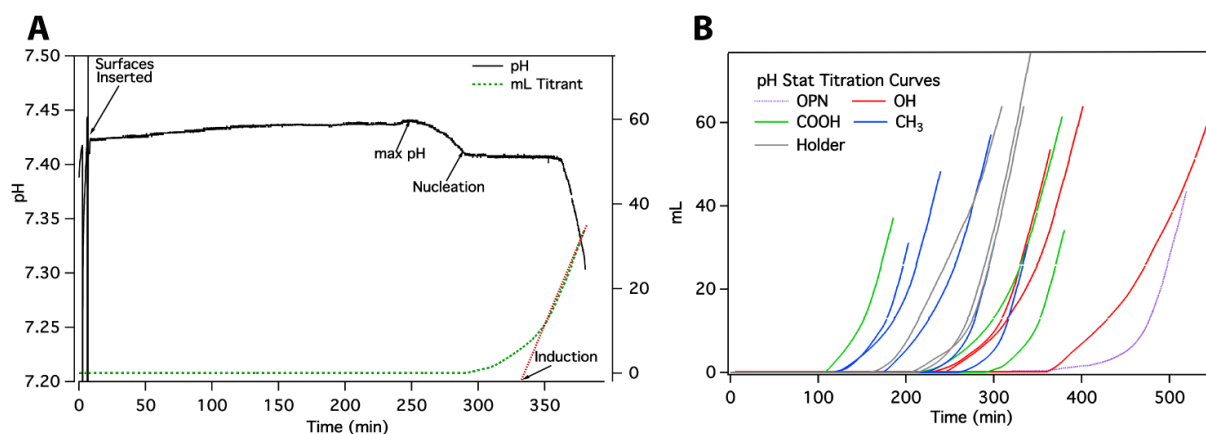 A
7.50
7.45
7.40
7.35
7.30
7.25
7.20
pH
Surfaces
Inserted
pH
mL Titrant
max pH
Nucleation
Induction
60
40
20
0
0 50 100 150 200 250 300 350
Time (min)
B
pH Stat Titration Curves
OPN OH
COOH CH₃
Holder
60
40
20
0
mL
0 100 200 300 400 500
Time (min)